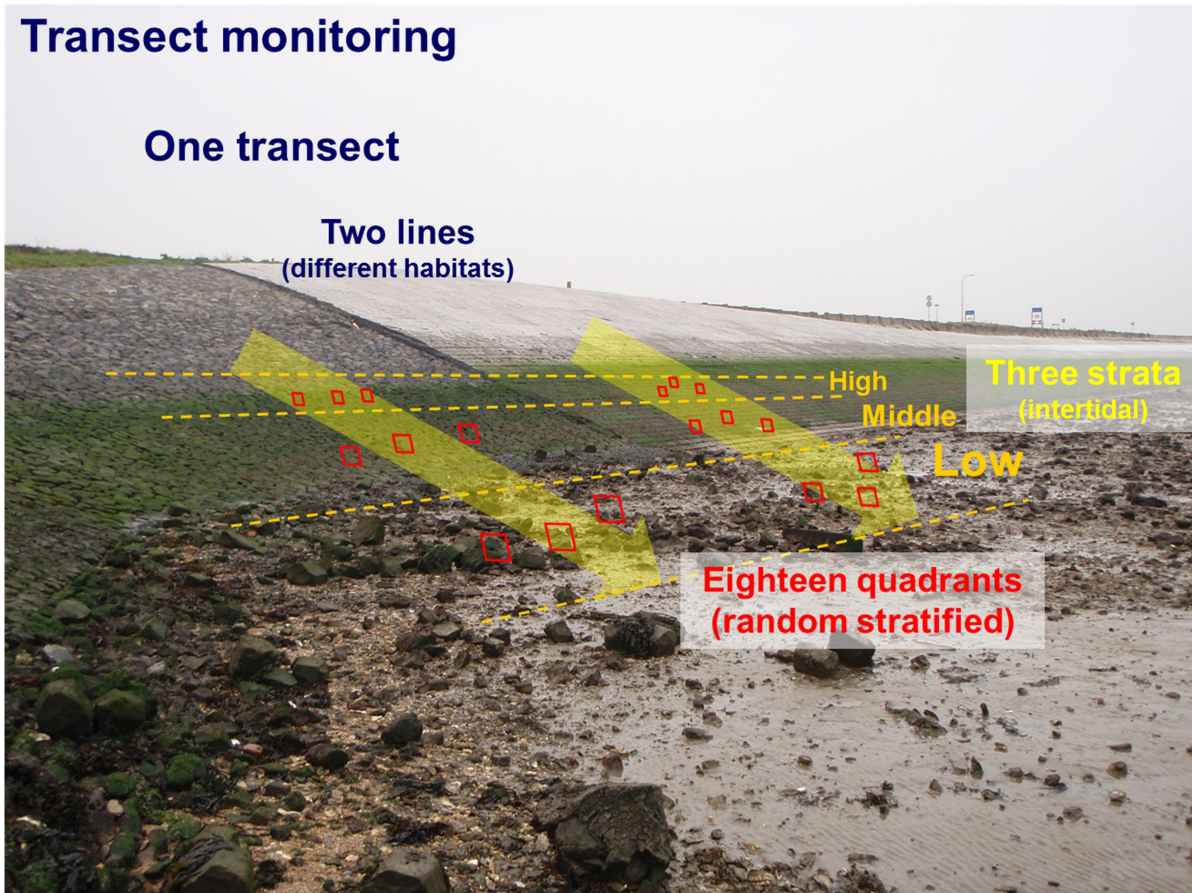 Transect monitoring
One transect
Two lines
(different habitats)
High
Three strata
(intertidal)
Middle
Low
Eighteen quadrants
(random stratified)